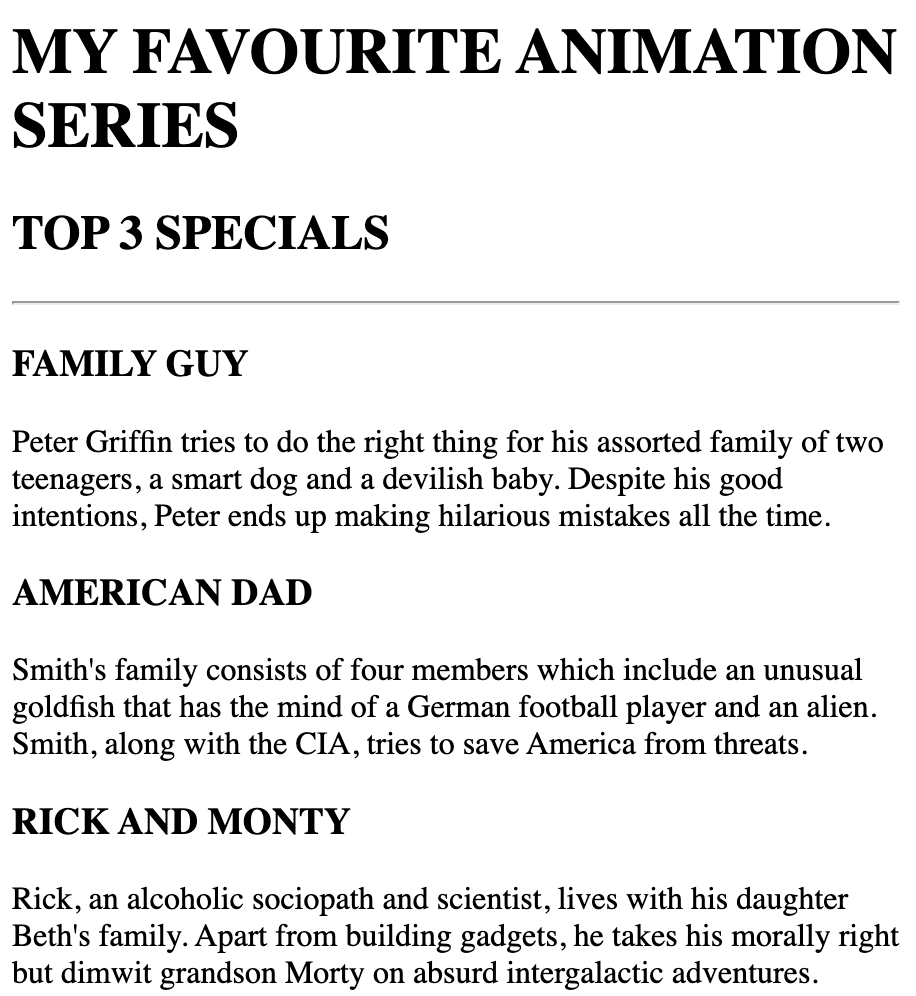 MY FAVOURITE ANIMATION
SERIES
TOP 3 SPECIALS
FAMILY GUY
Peter Griffin tries to do the right thing for his assorted family of two
teenagers, a smart dog and a devilish baby. Despite his good
intentions, Peter ends up making hilarious mistakes all the time.
AMERICAN DAD
Smith's family consists of four members which include an unusual
goldfish that has the mind of a German football player and an alien.
Smith, along with the CIA, tries to save America from threats.
RICK AND MONTY
Rick, an alcoholic sociopath and scientist, lives with his daughter
Beth's family. Apart from building gadgets, he takes his morally right
but dimwit grandson Morty on absurd intergalactic adventures.